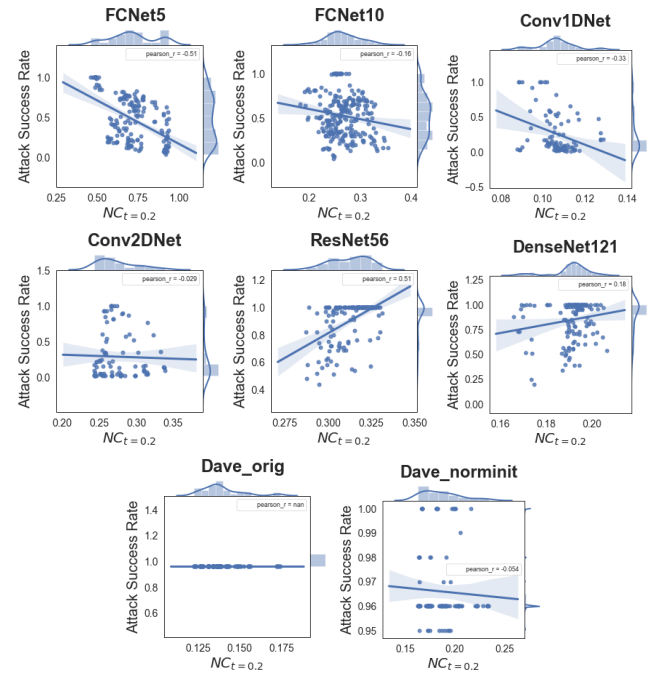 FCNet5
pearson_r = -0.51
Attack Success Rate
1.0
0.5
0.0
0.25 0.50 0.75 1.00
NC_{t = 0.2}
FCNet10
pearson_r = -0.16
Attack Success Rate
1.0
0.5
0.0
0.2 0.3 0.4
NC_{t = 0.2}
Conv1DNet
pearson_r = -0.33
Attack Success Rate
1.5
1.0
0.5
0.0
−0.5
0.08 0.10 0.12 0.14
NC_{t = 0.2}
Conv2DNet
pearson_r = -0.029
Attack Success Rate
1.5
1.0
0.5
0.0
0.20 0.25 0.30 0.35
NC_{t = 0.2}
ResNet56
pearson_r = 0.51
Attack Success Rate
1.2
1.0
0.8
0.6
0.4
0.275 0.300 0.325 0.350
NC_{t = 0.2}
DenseNet121
pearson_r = 0.18
Attack Success Rate
1.25
1.00
0.75
0.50
0.25
0.00
0.16 0.18 0.20
NC_{t = 0.2}
Dave_orig
pearson_r = nan
Attack Success Rate
1.4
1.2
1.0
0.8
0.6
0.125 0.150 0.175
NC_{t = 0.2}
Dave_norminit
pearson_r = -0.054
Attack Success Rate
1.00
0.99
0.98
0.97
0.96
0.95
0.15 0.20 0.25
NC_{t = 0.2}